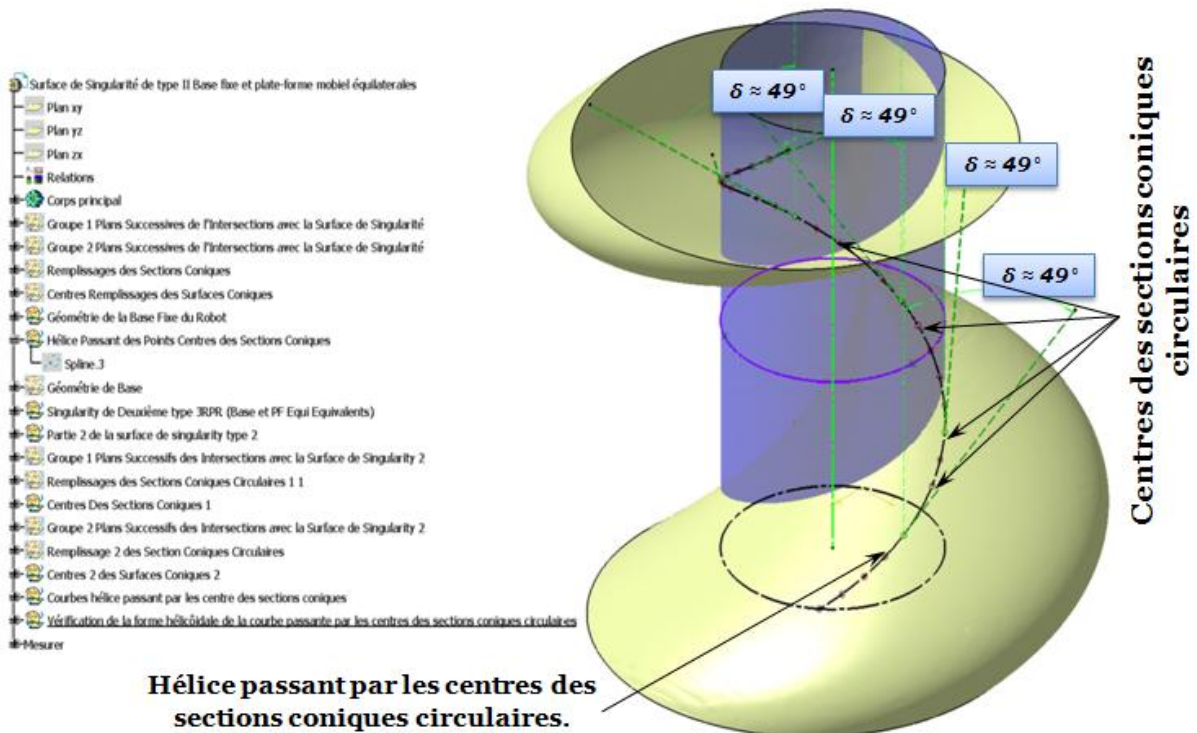 Surface de Singularité de type II Base fixe et plate-forme mobiel équilaterales
Plan xy
Plan yz
Plan zx
Relations
Corps principal
Groupe 1 Plans Successives de l'Intersections avec la Surface de Singularité
Groupe 2 Plans Successives de l'Intersections avec la Surface de Singularité
Remplissages des Sections Coniques
Centres Remplissages des Surfaces Coniques
Géométrie de la Base Fixe du Robot
Hélice Passant des Points Centres des Sections Coniques
Spline.3
Géométrie de Base
Singularity de Deuxième type 3RPR (Base et PF Equi Equivalents)
Partie 2 de la surface de singularity type 2
Groupe 1 Plans Successifs des Intersections avec la Surface de Singularity 2
Remplissages des Sections Coniques Circulaires 1 1
Centres Des Sections Coniques 1
Groupe 2 Plans Successifs des Intersections avec la Surface de Singularity 2
Remplissage 2 des Section Coniques Circulaires
Centres 2 des Surfaces Coniques 2
Courbes hélice passant par les centre des sections coniques
Vérification de la forme hélicôidale de la courbe passante par les centres des sections coniques circulaires
Mesurer
δ ≈ 49°
δ ≈ 49°
δ ≈ 49°
δ ≈ 49°
Centres des sections coniques
circulaires
Hélice passant par les centres des
sections coniques circulaires.